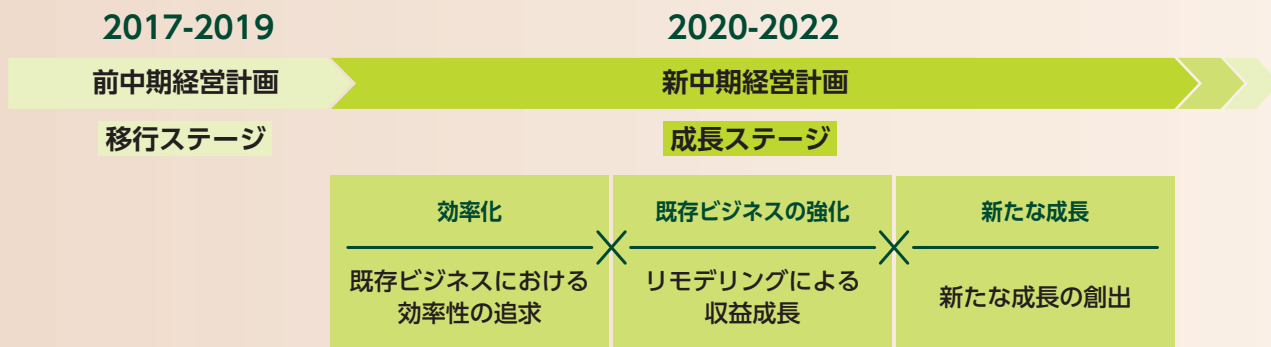 2017-2019
2020-2022
前中期経営計画
新中期経営計画
移行ステージ
成長ステージ
効率化
既存ビジネスにおける
効率性の追求
既存ビジネスの強化
リモデリングによる
収益成長
新たな成長
新たな成長の創出